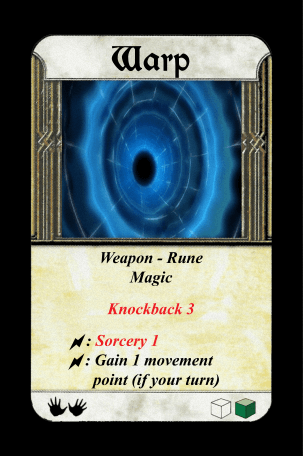 Warp
Weapon - Rune
Magic
Knockback 3
: Sorcery 1
: Gain 1 movement
point (if your turn)